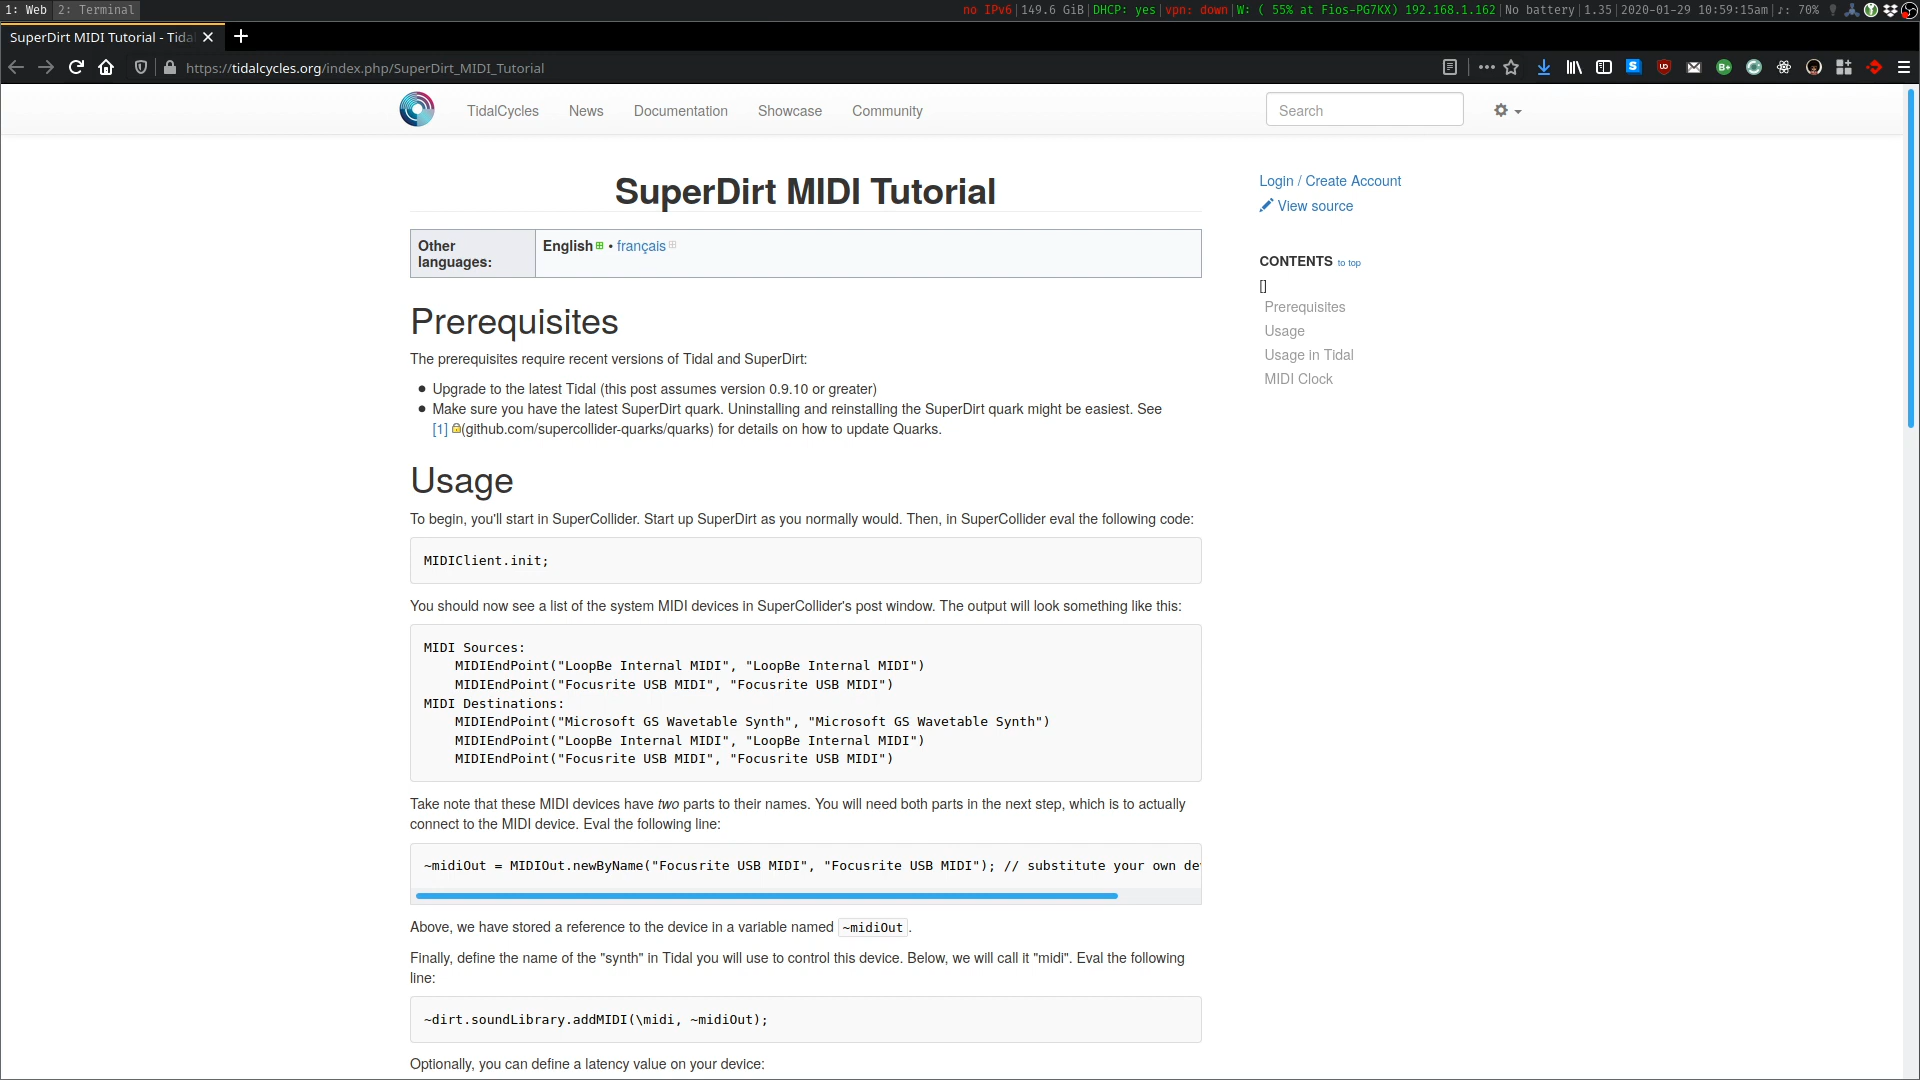 1: Web 2: Terminal
no IPv6|149.6 GiB|DHCP: yes|vpn: down|W: ( 55% at Fios-PG7KX) 192.168.1.162|No battery|1.35|2020-01-29 10:59:15am|♪: 70%
SuperDirt MIDI Tutorial - Tida
https://tidalcycles.org/index.php/SuperDirt_MIDI_Tutorial
TidalCycles News Documentation Showcase Community
Search
SuperDirt MIDI Tutorial
Login / Create Account
View source
Other languages:
English • français
CONTENTS to top
[]
Prerequisites
Usage
Usage in Tidal
MIDI Clock
Prerequisites
The prerequisites require recent versions of Tidal and SuperDirt:
● Upgrade to the latest Tidal (this post assumes version 0.9.10 or greater)
● Make sure you have the latest SuperDirt quark. Uninstalling and reinstalling the SuperDirt quark might be easiest. See
[1] (github.com/supercollider-quarks/quarks) for details on how to update Quarks.
Usage
To begin, you'll start in SuperCollider. Start up SuperDirt as you normally would. Then, in SuperCollider eval the following code:
MIDIClient.init;
You should now see a list of the system MIDI devices in SuperCollider's post window. The output will look something like this:
MIDI Sources:
MIDIEndPoint("LoopBe Internal MIDI", "LoopBe Internal MIDI")
MIDIEndPoint("Focusrite USB MIDI", "Focusrite USB MIDI")
MIDI Destinations:
MIDIEndPoint("Microsoft GS Wavetable Synth", "Microsoft GS Wavetable Synth")
MIDIEndPoint("LoopBe Internal MIDI", "LoopBe Internal MIDI")
MIDIEndPoint("Focusrite USB MIDI", "Focusrite USB MIDI")
Take note that these MIDI devices have two parts to their names. You will need both parts in the next step, which is to actually
connect to the MIDI device. Eval the following line:
~midiOut = MIDIOut.newByName("Focusrite USB MIDI", "Focusrite USB MIDI"); // substitute your own de
Above, we have stored a reference to the device in a variable named ~midiOut.
Finally, define the name of the "synth" in Tidal you will use to control this device. Below, we will call it "midi". Eval the following
line:
~dirt.soundLibrary.addMIDI(\midi, ~midiOut);
Optionally, you can define a latency value on your device: